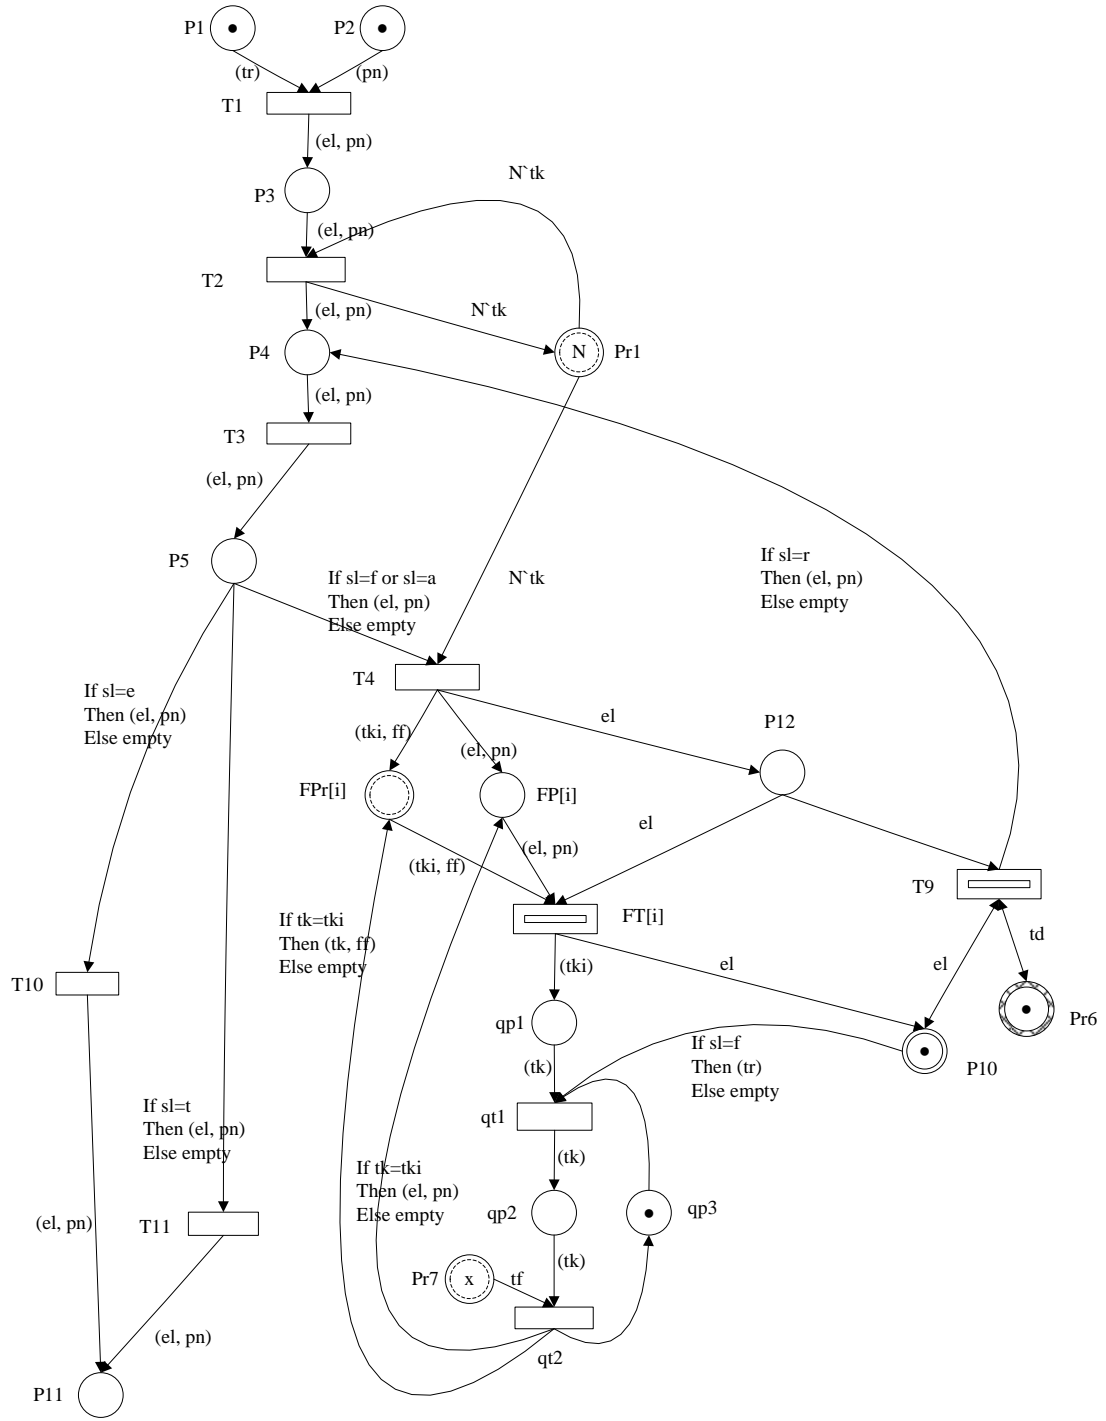 P1
P2
(tr)
(pn)
T1
(el, pn)
P3
N`tk
(el, pn)
T2
(el, pn)
N`tk
P4
N
Pr1
(el, pn)
T3
(el, pn)
P5
If sl=r
Then (el, pn)
Else empty
If sl=f or sl=a
Then (el, pn)
Else empty
N`tk
T4
If sl=e
Then (el, pn)
Else empty
el
P12
(tki, ff)
(el, pn)
FPr[i]
FP[i]
el
(el, pn)
(tki, ff)
T9
If tk=tki
Then (tk, ff)
Else empty
FT[i]
td
(tki)
el
el
T10
qp1
Pr6
If sl=f
Then (tr)
Else empty
(tk)
P10
If sl=t
Then (el, pn)
Else empty
qt1
(tk)
If tk=tki
Then (el, pn)
Else empty
qp2
qp3
(el, pn)
T11
(tk)
Pr7
x
tf
(el, pn)
qt2
P11